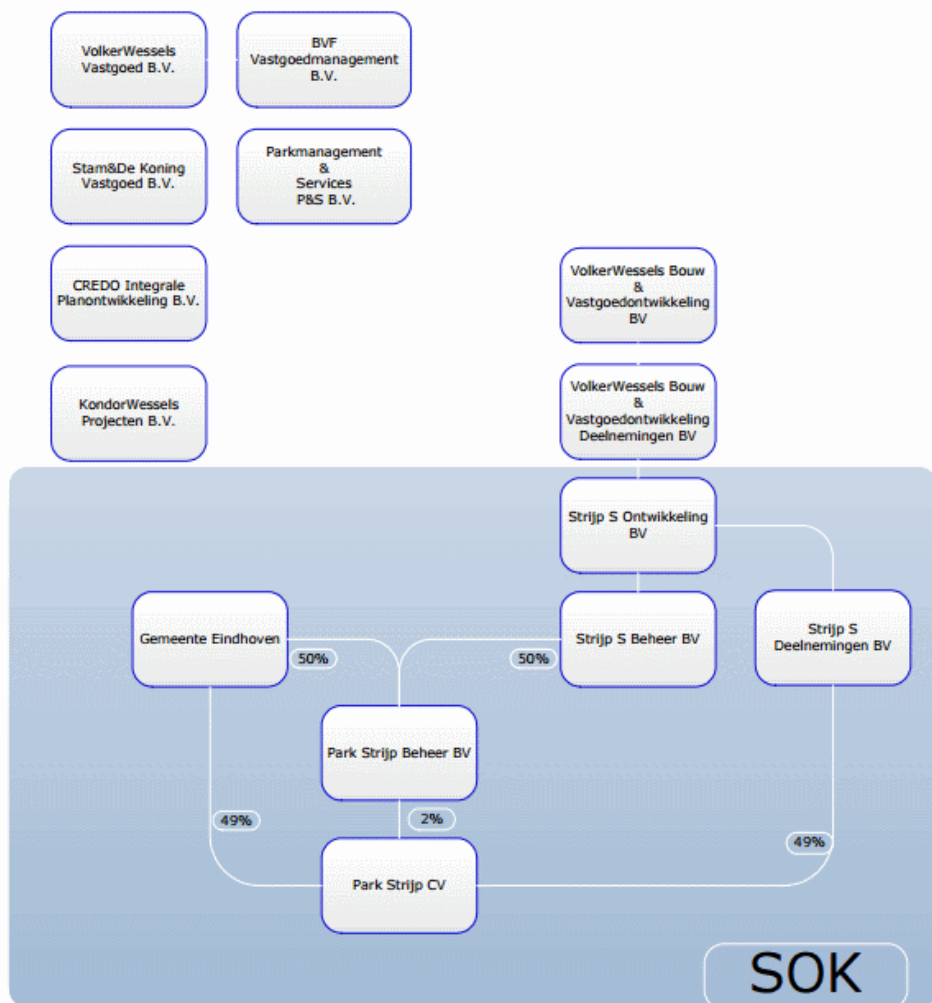 VolkerWessels
Vastgoed B.V.
BVF
Vastgoedmanagement
B.V.
Stam&De Koning
Vastgoed B.V.
Parkmanagement
&
Services
P&S B.V.
CREDO Integrale
Planontwikkeling B.V.
VolkerWessels Bouw
&
Vastgoedontwikkeling
BV
KondorWessels
Projecten B.V.
VolkerWessels Bouw
&
Vastgoedontwikkeling
Deelnemingen BV
Strijp S Ontwikkeling
BV
Gemeente Eindhoven
50%
50%
Strijp S Beheer BV
Strijp S
Deelnemingen BV
Park Strijp Beheer BV
49%
2%
49%
Park Strijp CV
SOK